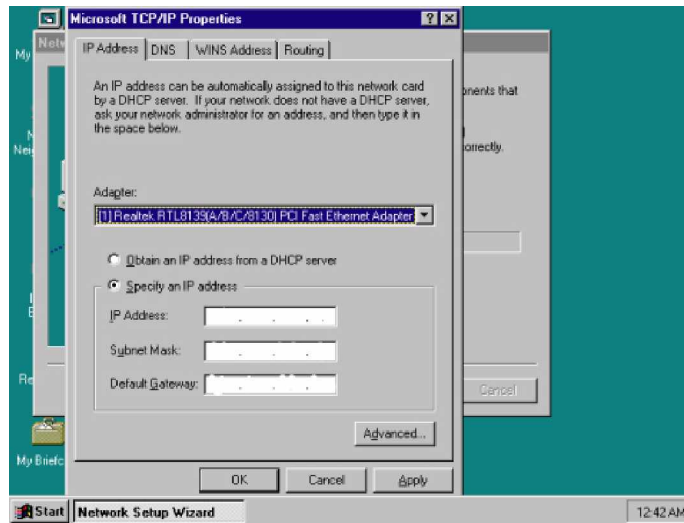 Microsoft TCP/IP Properties
IP Address
DNS
WINS Address
Routing
An IP address can be automatically assigned to this network card
by a DHCP server. If your network does not have a DHCP server,
ask your network administrator for an address, and then type it in
the space below.
Adapter:
[1] Realtek RTL8139(A/B/C/8130) PCI Fast Ethernet Adapter
Obtain an IP address from a DHCP server
Specify an IP address
IP Address:
Subnet Mask:
Default Gateway:
Advanced...
OK
Cancel
Apply
My
My Briefc
Cancel
Start
Network Setup Wizard
12:42 AM